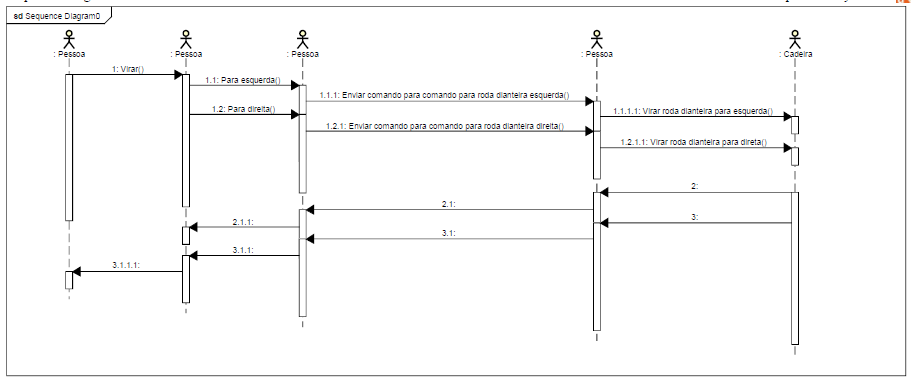 sd Sequence Diagram0
: Pessoa
: Pessoa
: Pessoa
: Pessoa
: Cadeira
1: Virar()
1.1: Para esquerda()
1.1.1: Enviar comando para comando para roda dianteira esquerda()
1.2: Para direita()
1.1.1.1: Virar roda dianteira para esquerda()
1.2.1: Enviar comando para comando para roda dianteira direita()
1.2.1.1: Virar roda dianteira para direta()
2:
2.1:
3:
2.1.1:
3.1:
3.1.1:
3.1.1.1: